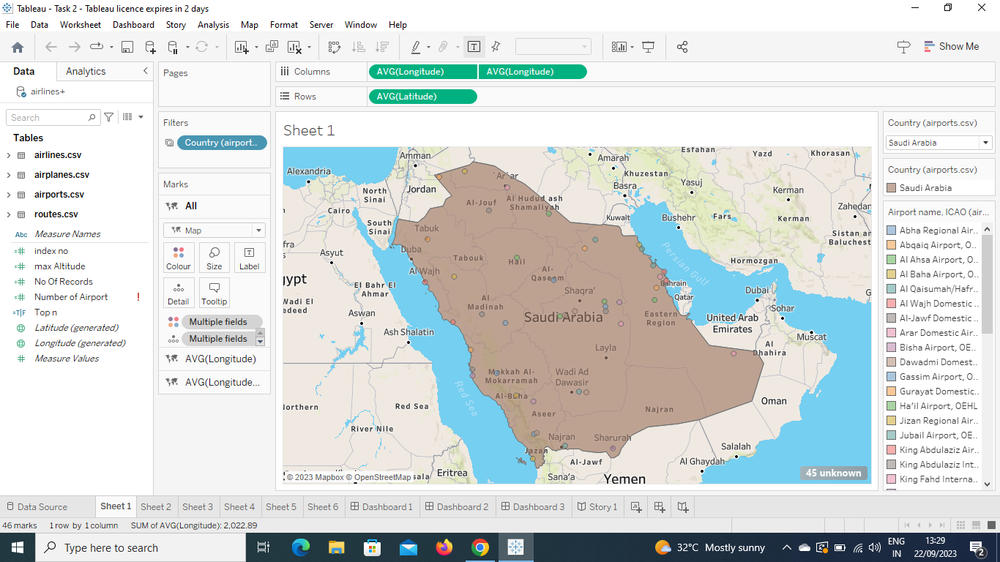 Tableau - Task 2 - Tableau licence expires in 2 days
File Data Worksheet Dashboard Story Analysis Map Format Server Window Help
Show Me
Data Analytics
airlines+
Search
Tables
airlines.csv
airplanes.csv
airports.csv
routes.csv
Abc Measure Names
index no
max Altitude
No Of Records
Number of Airport !
Top n
Latitude (generated)
Longitude (generated)
Measure Values
Pages
Filters
Country (airport..
Marks
All
Map
Colour Size Label
Detail Tooltip
Multiple fields
Multiple fields
AVG(Longitude)
AVG(Longitude...
Columns AVG(Longitude) AVG(Longitude)
Rows AVG(Latitude)
Sheet 1
Amman
Amarah
Esfahan
Yazd
Khorasan
Alexandria
Khuzestan
Yasuj
Basra
Jordan
North Sinai
Cairo
Al-Jouf
Al Hudud ash Shamaliyah
Kuwait
Bushehr
Fars
Kerman
Kerman
Zahedan
South Sinai
Tabuk
Duba
Sistan an
Baluchest
Asyut
Tabouk
Hail
Persian Gulf
Hormozgan
Al Wajh
Al-Qaseem
Bahrain
gypt
El Bahr El Ahmar
Shaqra'
Qatar
Dubai
Wadi El
edeed
Al Madinah
Sohar
Aswan
Saudi Arabia
Eastern Region
United Arab Emirates
Muscat
Ash Shalatin
Layla
Al Dhahira
Makkah Al-Mokarramah
Wadi Ad Dawasir
Red Sea
Al-Baha
Oman
orthern
Red Sea
Aseer
Najran
River Nile
Najran
Sharurah
Jazan
Salalah
Al-Jawf
Al Ghaydah
Eritrea
Sana'a
Yemen
© 2023 Mapbox © OpenStreetMap
45 unknown
Country (airports.csv)
Saudi Arabia
Country (airports.csv)
Saudi Arabia
Airport name, ICAO (air...
Abha Regional Air..
Abqaiq Airport, O..
Al Ahsa Airport, O..
Al Baha Airport, O..
Al Qaisumah/Hafr..
Al Wajh Domestic ..
Al-Jawf Domestic ..
Arar Domestic Air..
Bisha Airport, OE..
Dawadmi Domest..
Gassim Airport, O..
Gurayat Domestic..
Ha'il Airport, OEHL
Jizan Regional Air..
Jubail Airport, OE..
King Abdulaziz Air..
King Abdulaziz Int..
King Fahd Interna..
Data Source Sheet 1 Sheet 2 Sheet 3 Sheet 4 Sheet 5 Sheet 6 Dashboard 1 Dashboard 2 Dashboard 3 Story 1
46 marks 1 row by 1 column SUM of AVG(Longitude): 2,022.89
Type here to search
32°C Mostly sunny
ENG
IN
13:29
22/09/2023
2